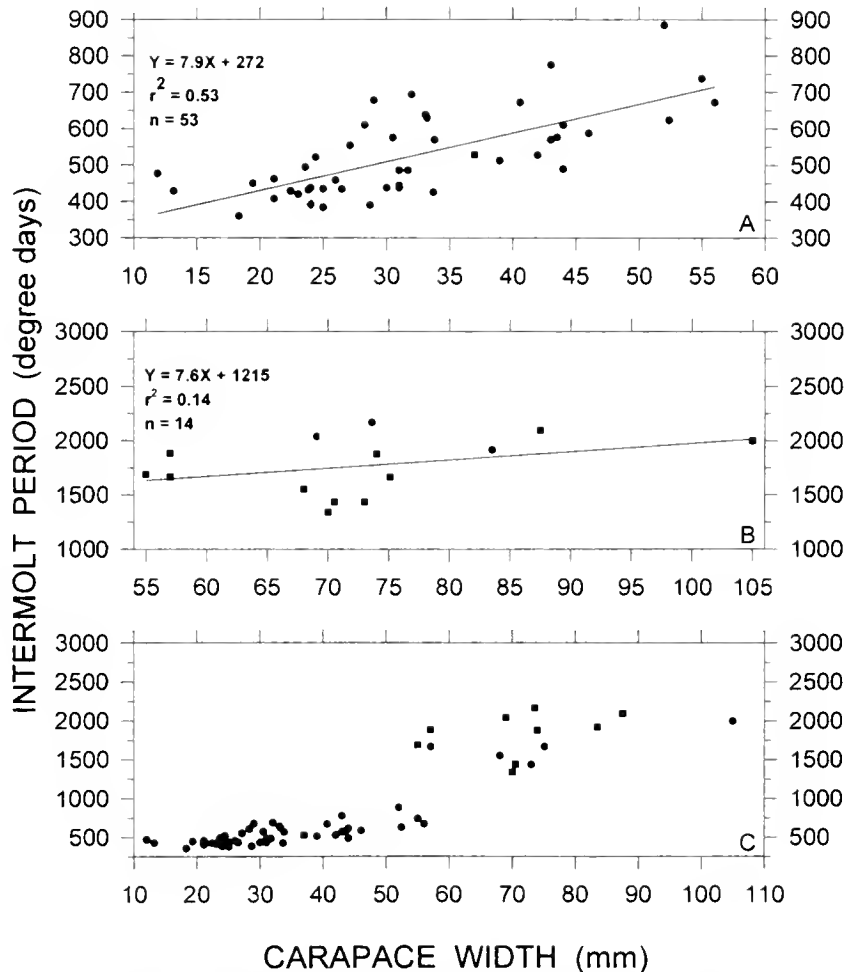 INTERMOLT PERIOD (degree days)
900 900
800 800
700 700
600 600
500 500
400 400
300 300
Y = 7.9X + 272
r² = 0.53
n = 53
A
10 15 20 25 30 35 40 45 50 55 60
3000 3000
2500 2500
2000 2000
1500 1500
1000 1000
Y = 7.6X + 1215
r² = 0.14
n = 14
B
55 60 65 70 75 80 85 90 95 100 105
3000 3000
2500 2500
2000 2000
1500 1500
1000 1000
500 500
C
10 20 30 40 50 60 70 80 90 100 110
CARAPACE WIDTH (mm)